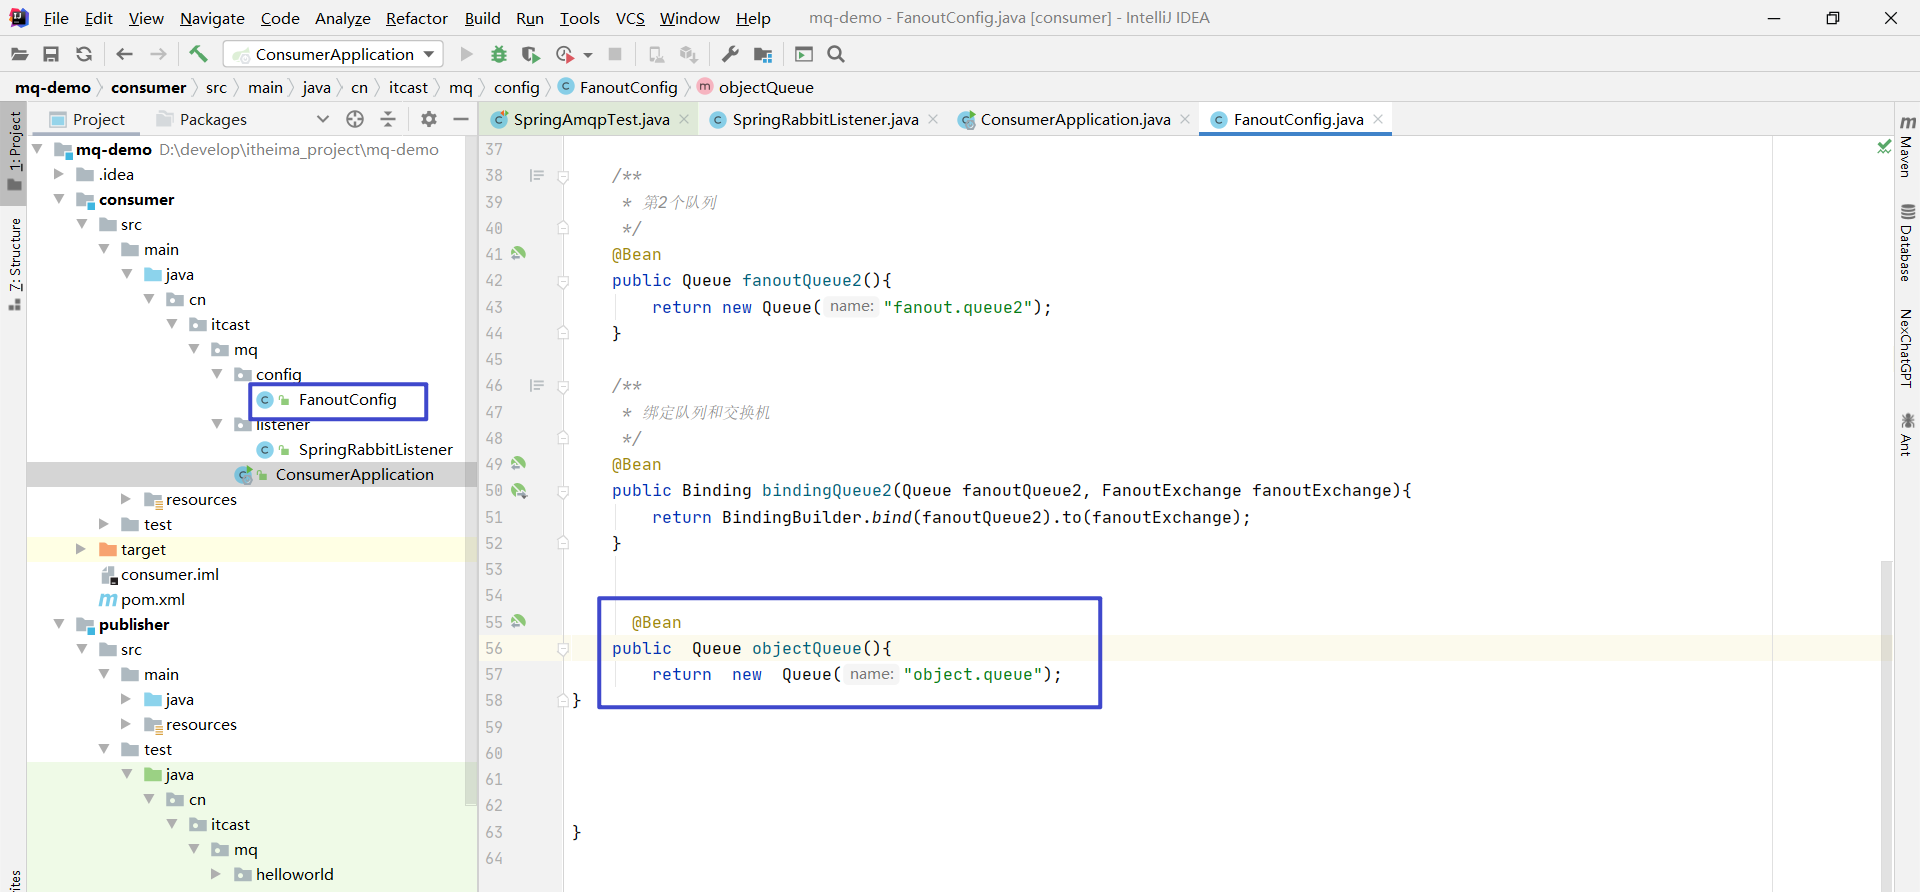 File Edit View Navigate Code Analyze Refactor Build Run Tools VCS Window Help mq-demo - FanoutConfig.java [consumer] - IntelliJ IDEA
ConsumerApplication
mq-demo consumer src main java cn itcast mq config FanoutConfig objectQueue
1: Project
7: Structure
Project Packages
mq-demo D:\develop\itheima_project\mq-demo
.idea
consumer
src
main
java
cn
itcast
mq
config
FanoutConfig
listener
SpringRabbitListener
ConsumerApplication
resources
test
target
consumer.iml
pom.xml
publisher
src
main
java
resources
test
java
cn
itcast
mq
helloworld
SpringAmqpTest.java SpringRabbitListener.java ConsumerApplication.java FanoutConfig.java
37
38 /**
39 * 第2个队列
40 */
41 @Bean
42 public Queue fanoutQueue2(){
43 return new Queue( name: "fanout.queue2");
44 }
45
46 /**
47 * 绑定队列和交换机
48 */
49 @Bean
50 public Binding bindingQueue2(Queue fanoutQueue2, FanoutExchange fanoutExchange){
51 return BindingBuilder.bind(fanoutQueue2).to(fanoutExchange);
52 }
53
54
55 @Bean
56 public Queue objectQueue(){
57 return new Queue( name: "object.queue");
58 }
59
60
61
62
63 }
64
Maven
Database
NexChatGPT
Ant